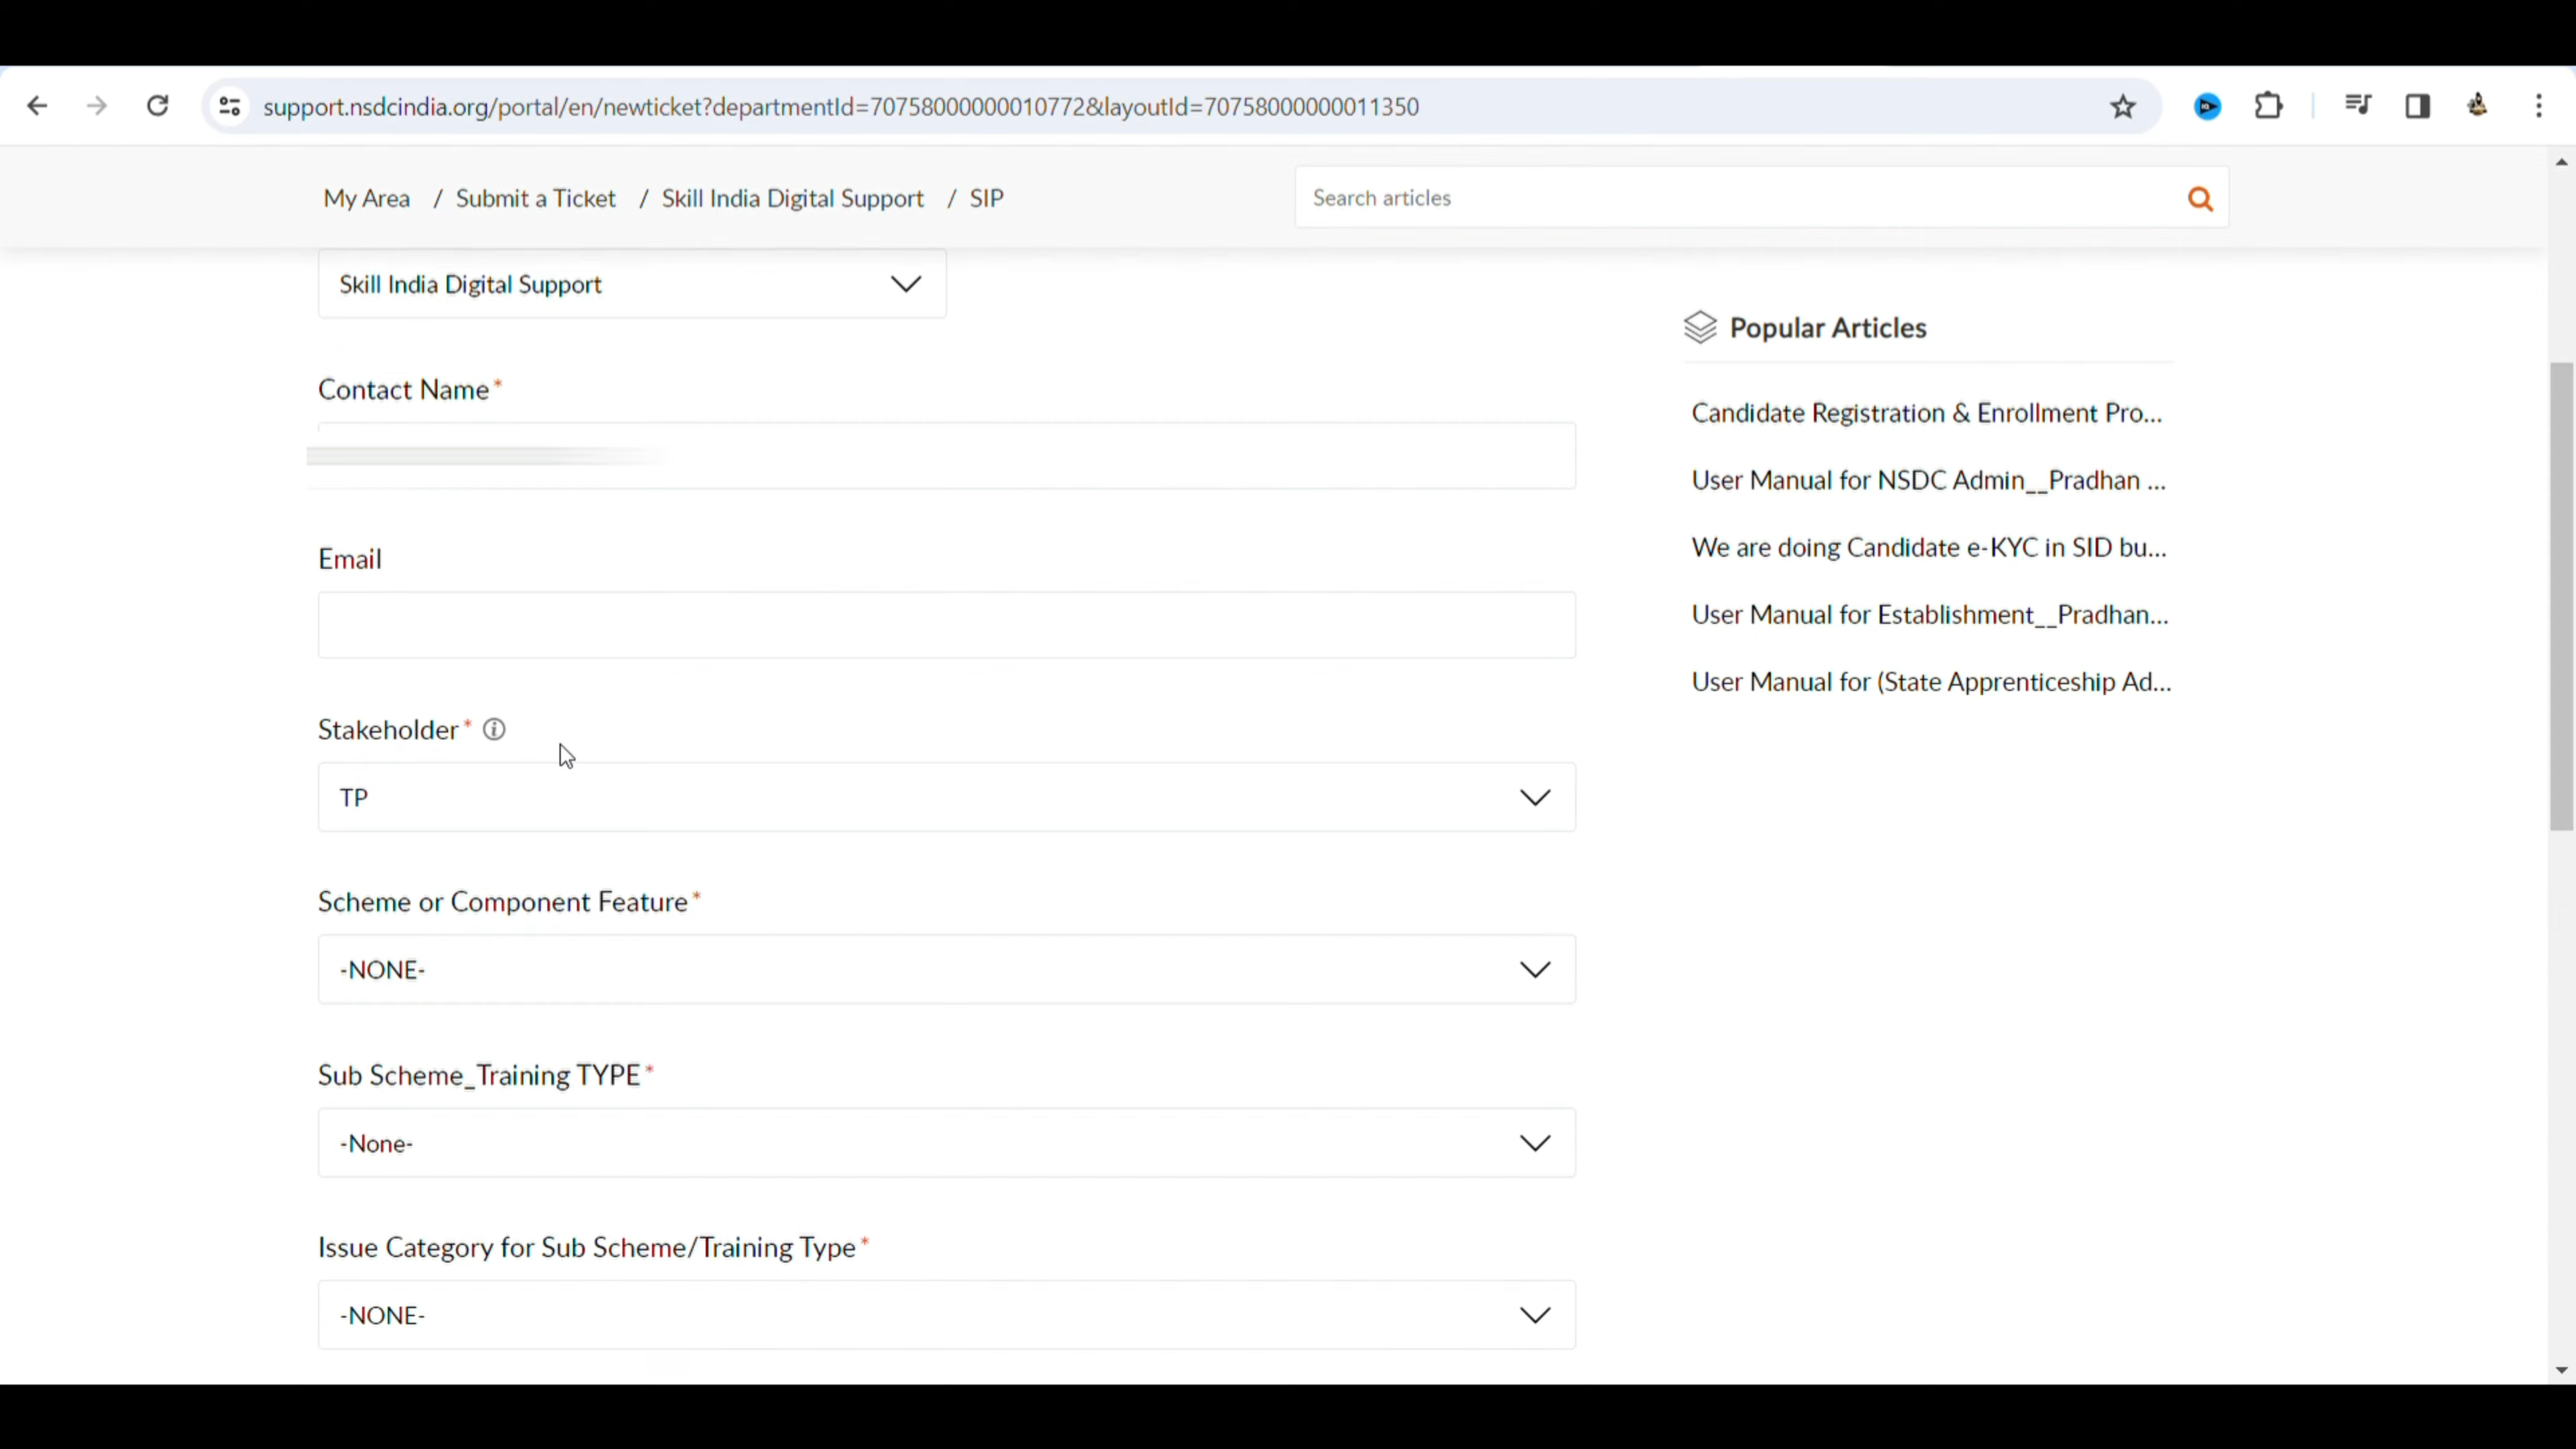 support.nsdcindia.org/portal/en/newticket?departmentId=70758000000010772&layoutId=70758000000011350
My Area / Submit a Ticket / Skill India Digital Support / SIP
Search articles
Skill India Digital Support
Contact Name*
Email
Stakeholder*
TP
Scheme or Component Feature*
-NONE-
Sub Scheme_Training TYPE*
-None-
Issue Category for Sub Scheme/Training Type*
-NONE-
Popular Articles
Candidate Registration & Enrollment Pro...
User Manual for NSDC Admin__Pradhan ...
We are doing Candidate e-KYC in SID bu...
User Manual for Establishment__Pradhan...
User Manual for (State Apprenticeship Ad...